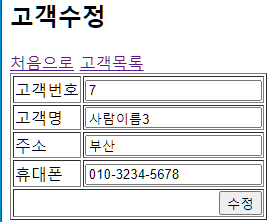 고객수정
처음으로 고객목록
고객번호 7
고객명 사람이름3
주소 부산
휴대폰 010-3234-5678
수정